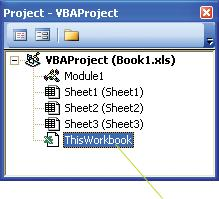 Project - VBAProject
VBAProject (Book1.xls)
Module1
Sheet1 (Sheet1)
Sheet2 (Sheet2)
Sheet3 (Sheet3)
ThisWorkbook